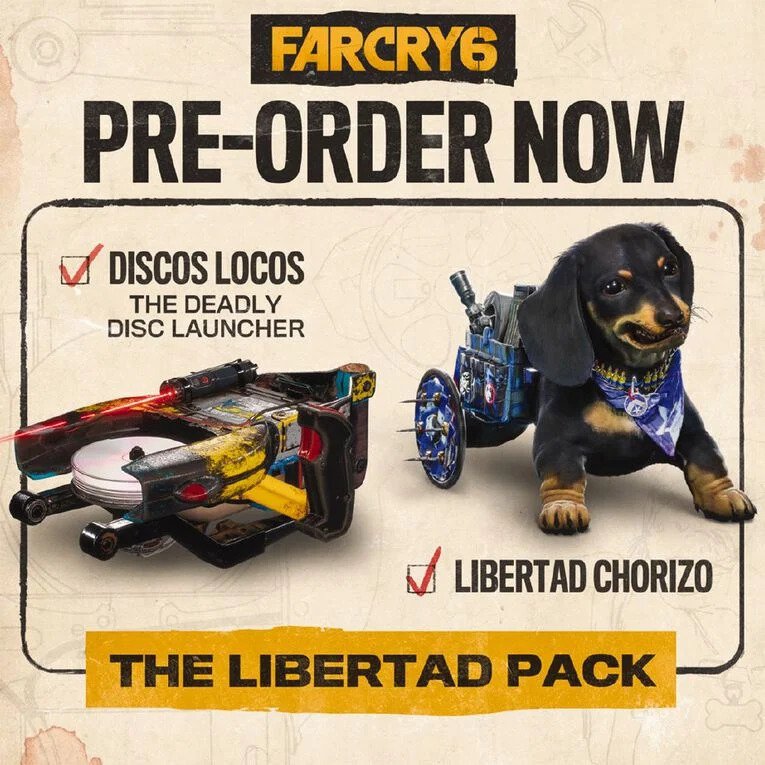 FARCRY6
PRE-ORDER NOW
DISCOS LOCOS
THE DEADLY
DISC LAUNCHER
LIBERTAD CHORIZO
THE LIBERTAD PACK